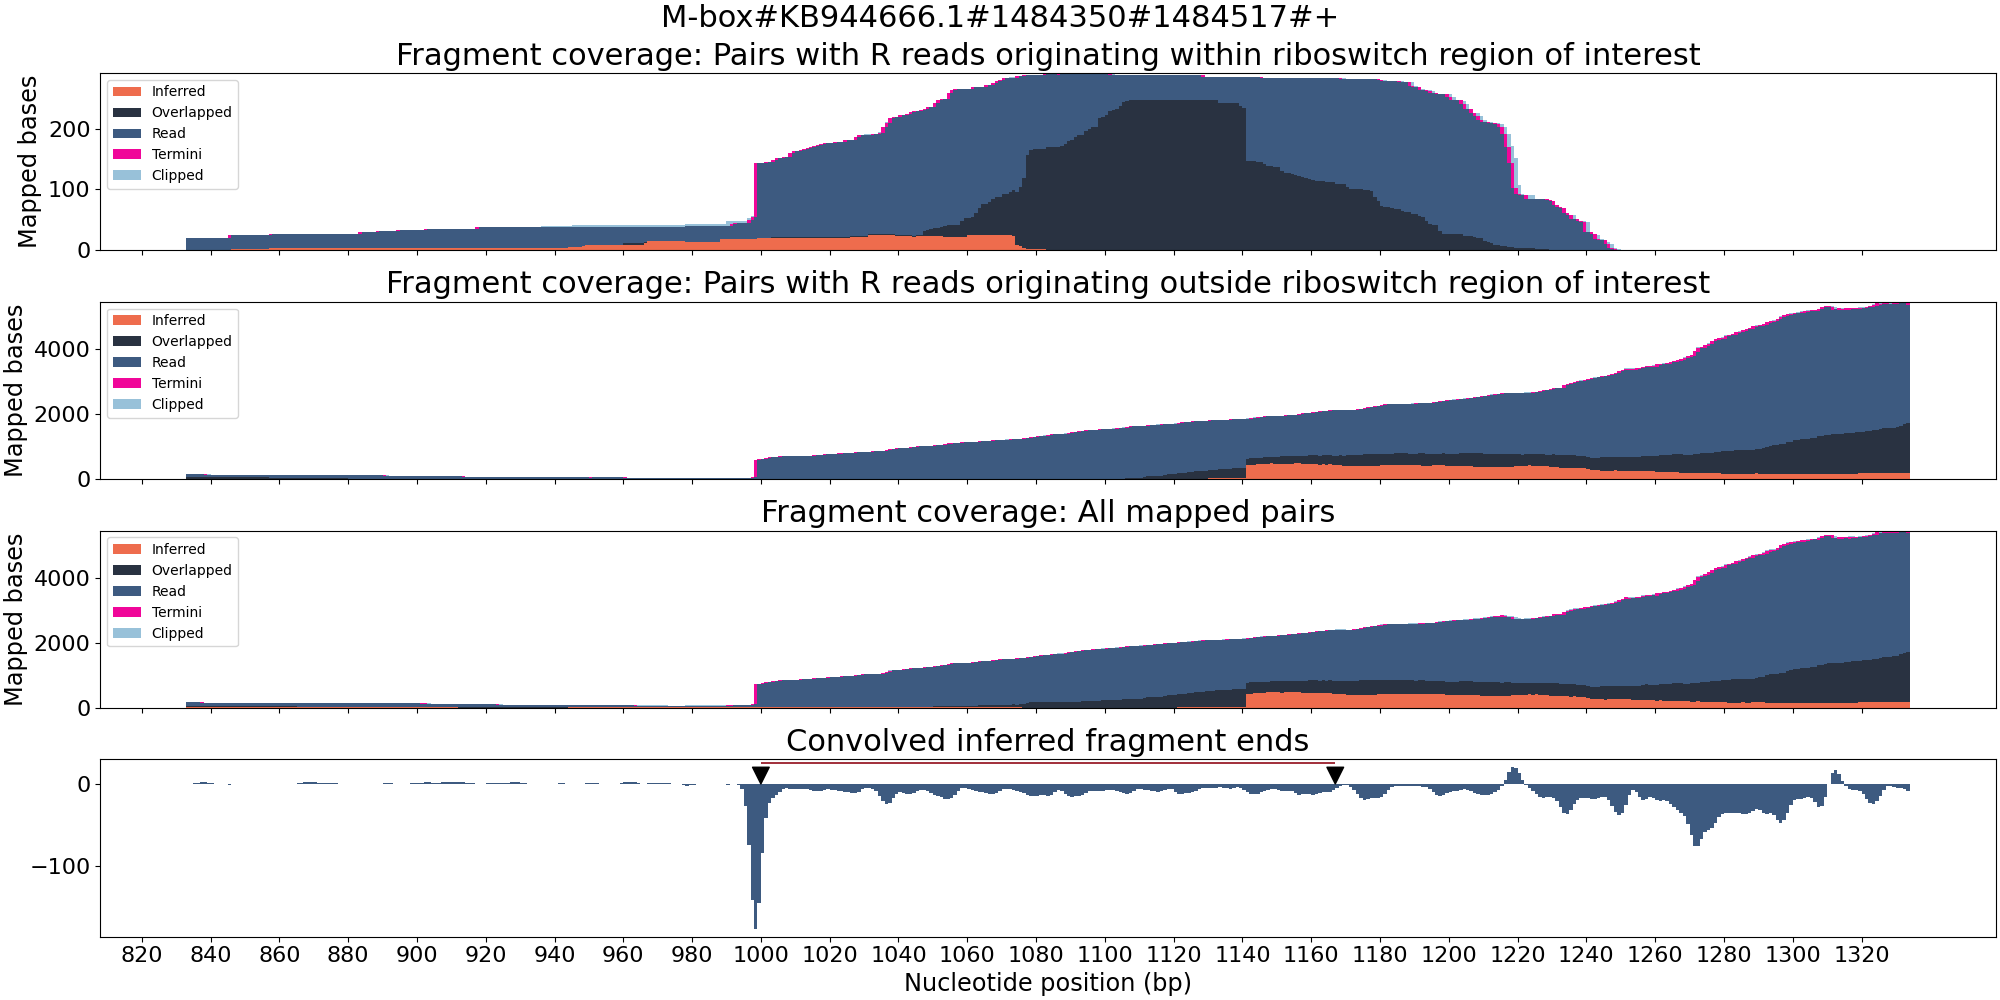 M-box#KB944666.1#1484350#1484517#+
Fragment coverage: Pairs with R reads originating within riboswitch region of interest
Mapped bases
200
100
0
Inferred
Overlapped
Read
Termini
Clipped
Fragment coverage: Pairs with R reads originating outside riboswitch region of interest
Mapped bases
4000
2000
0
Inferred
Overlapped
Read
Termini
Clipped
Fragment coverage: All mapped pairs
Mapped bases
4000
2000
0
Inferred
Overlapped
Read
Termini
Clipped
Convolved inferred fragment ends
0
−100
820 840 860 880 900 920 940 960 980 1000 1020 1040 1060 1080 1100 1120 1140 1160 1180 1200 1220 1240 1260 1280 1300 1320
Nucleotide position (bp)